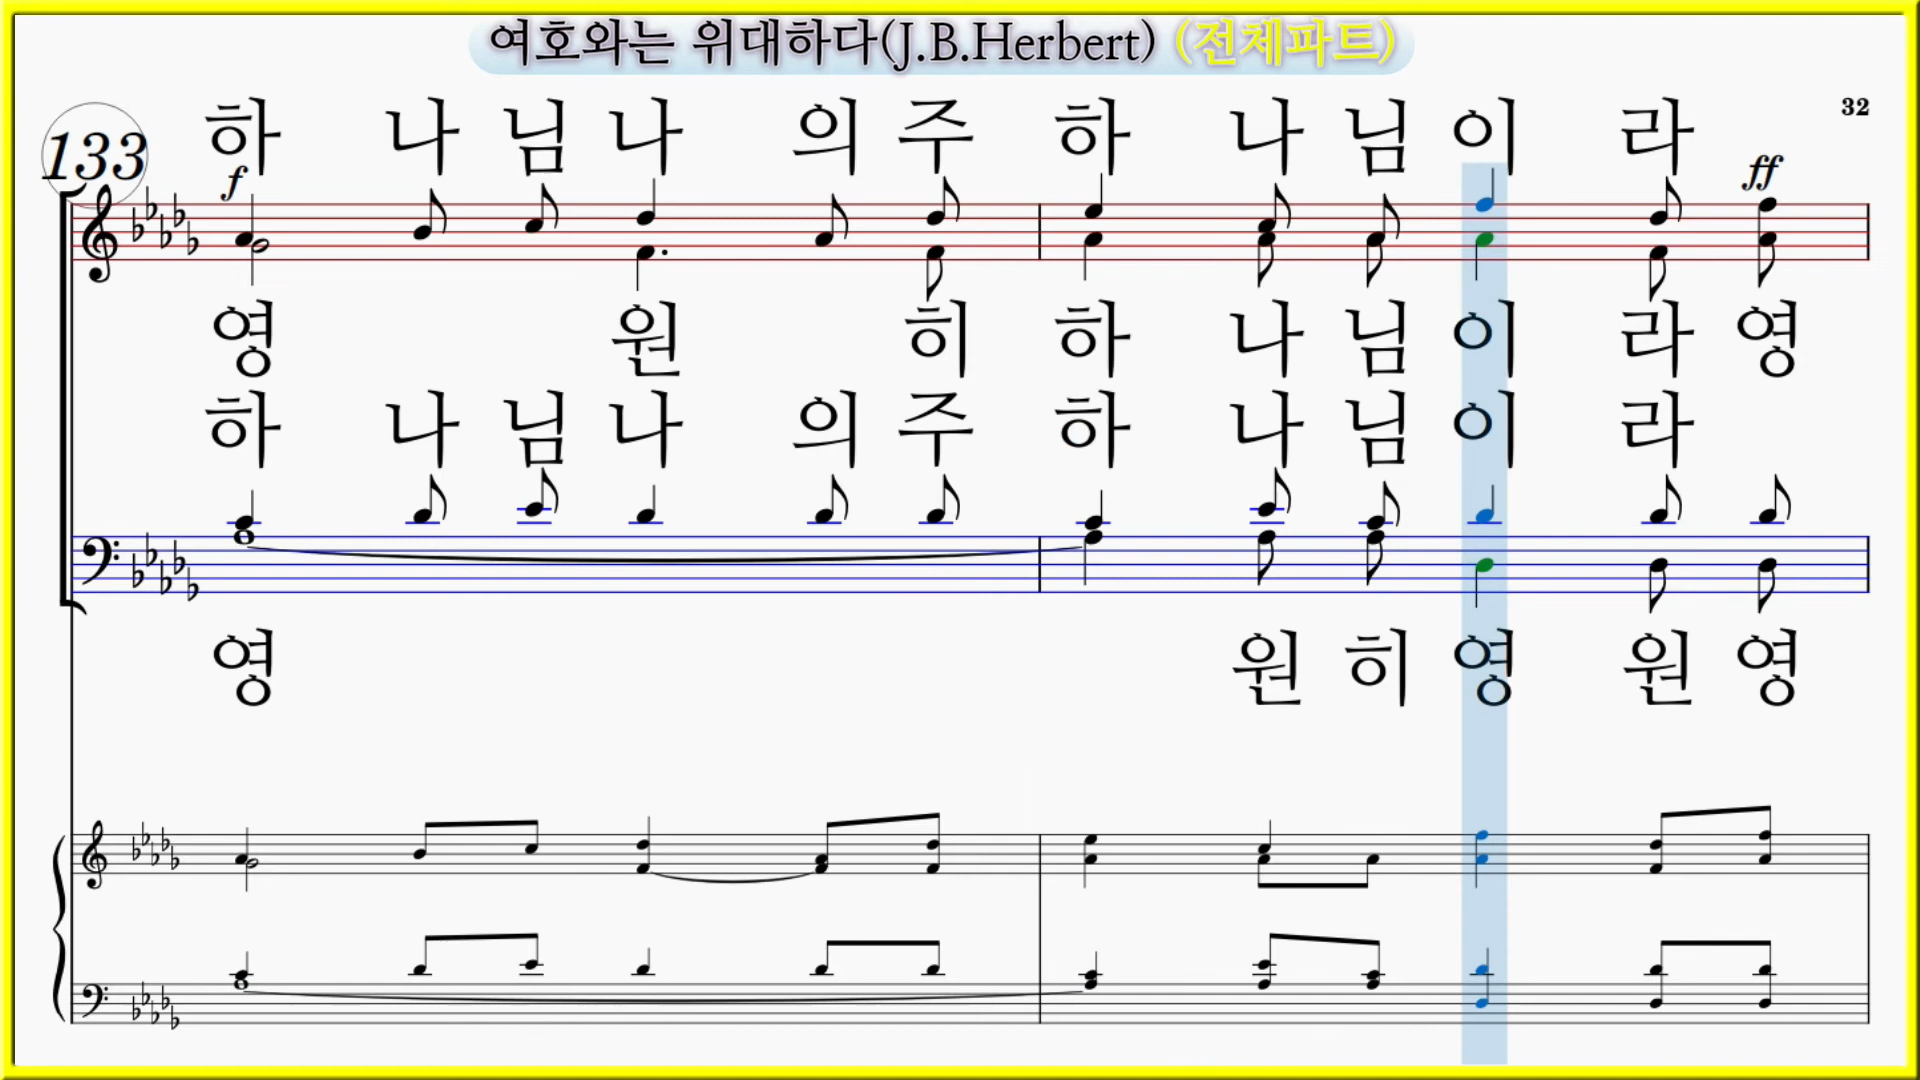 여호와는 위대하다(J.B.Herbert) (전체파트)
32
133
하 나 님 나 의 주 하 나 님 이 라
f ff
영 원 히 하 나 님 이 라 영
하 나 님 나 의 주 하 나 님 이 라
영 원 히 영 원 영